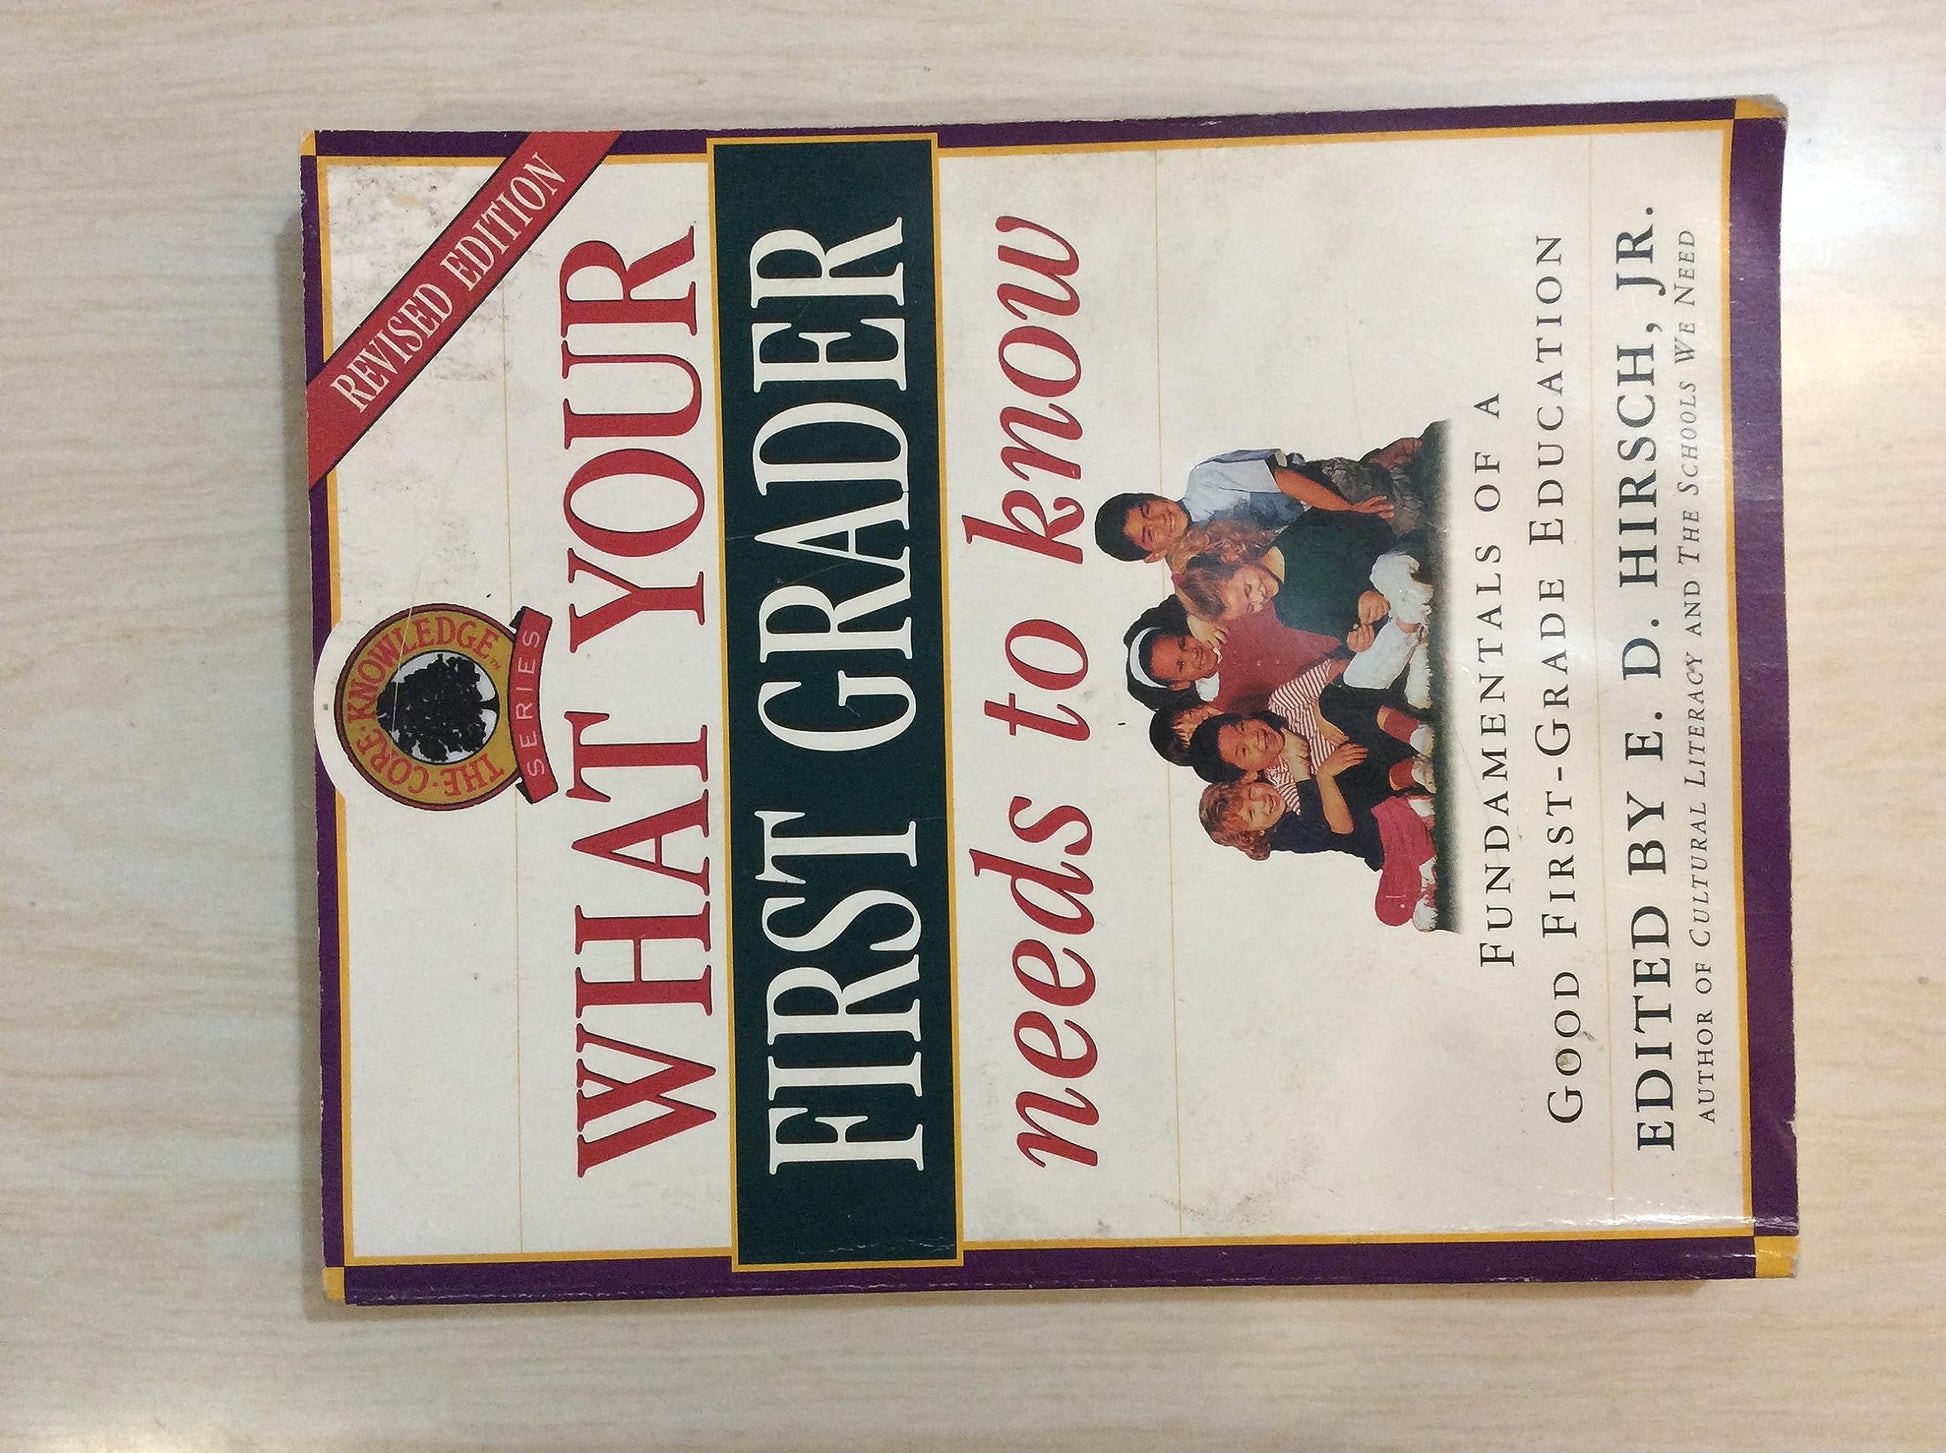 REVISED EDITION
THE·CORE·KNOWLEDGE™
SERIES
WHAT YOUR
FIRST GRADER
needs to know
FUNDAMENTALS OF A
GOOD FIRST-GRADE EDUCATION
EDITED BY E. D. HIRSCH, JR.
AUTHOR OF CULTURAL LITERACY AND THE SCHOOLS WE NEED